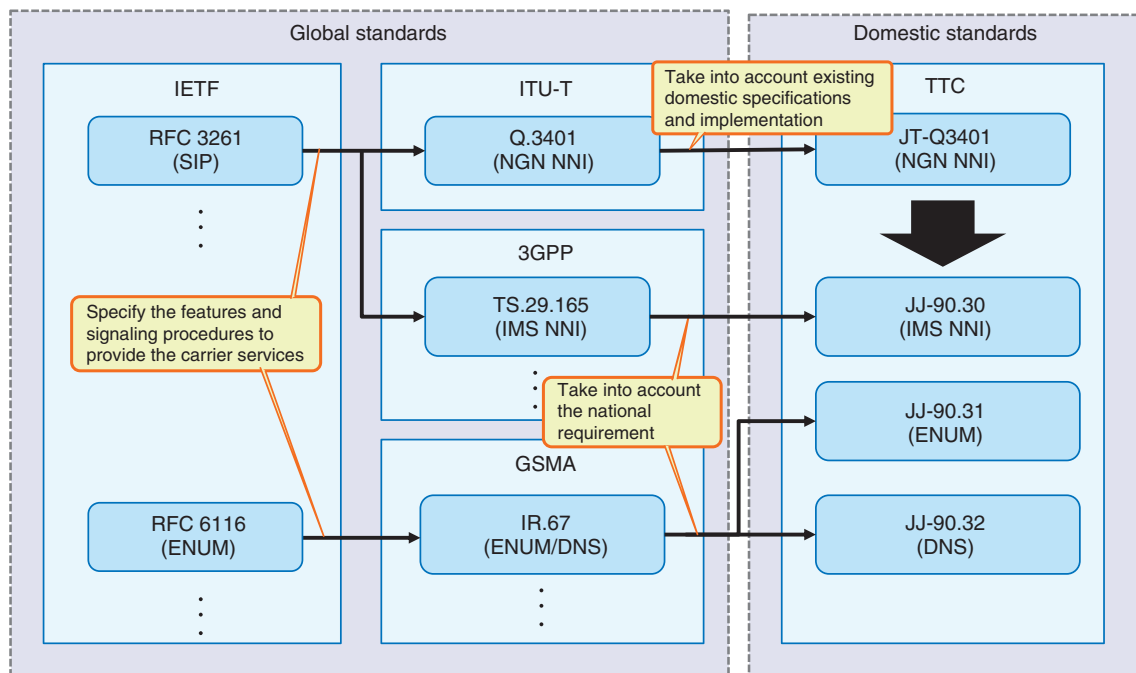 Global standards
Domestic standards
IETF
RFC 3261
(SIP)
Specify the features and
signaling procedures to
provide the carrier services
RFC 6116
(ENUM)
ITU-T
Q.3401
(NGN NNI)
Take into account existing
domestic specifications
and implementation
3GPP
TS.29.165
(IMS NNI)
Take into account
the national
requirement
GSMA
IR.67
(ENUM/DNS)
TTC
JT-Q3401
(NGN NNI)
JJ-90.30
(IMS NNI)
JJ-90.31
(ENUM)
JJ-90.32
(DNS)